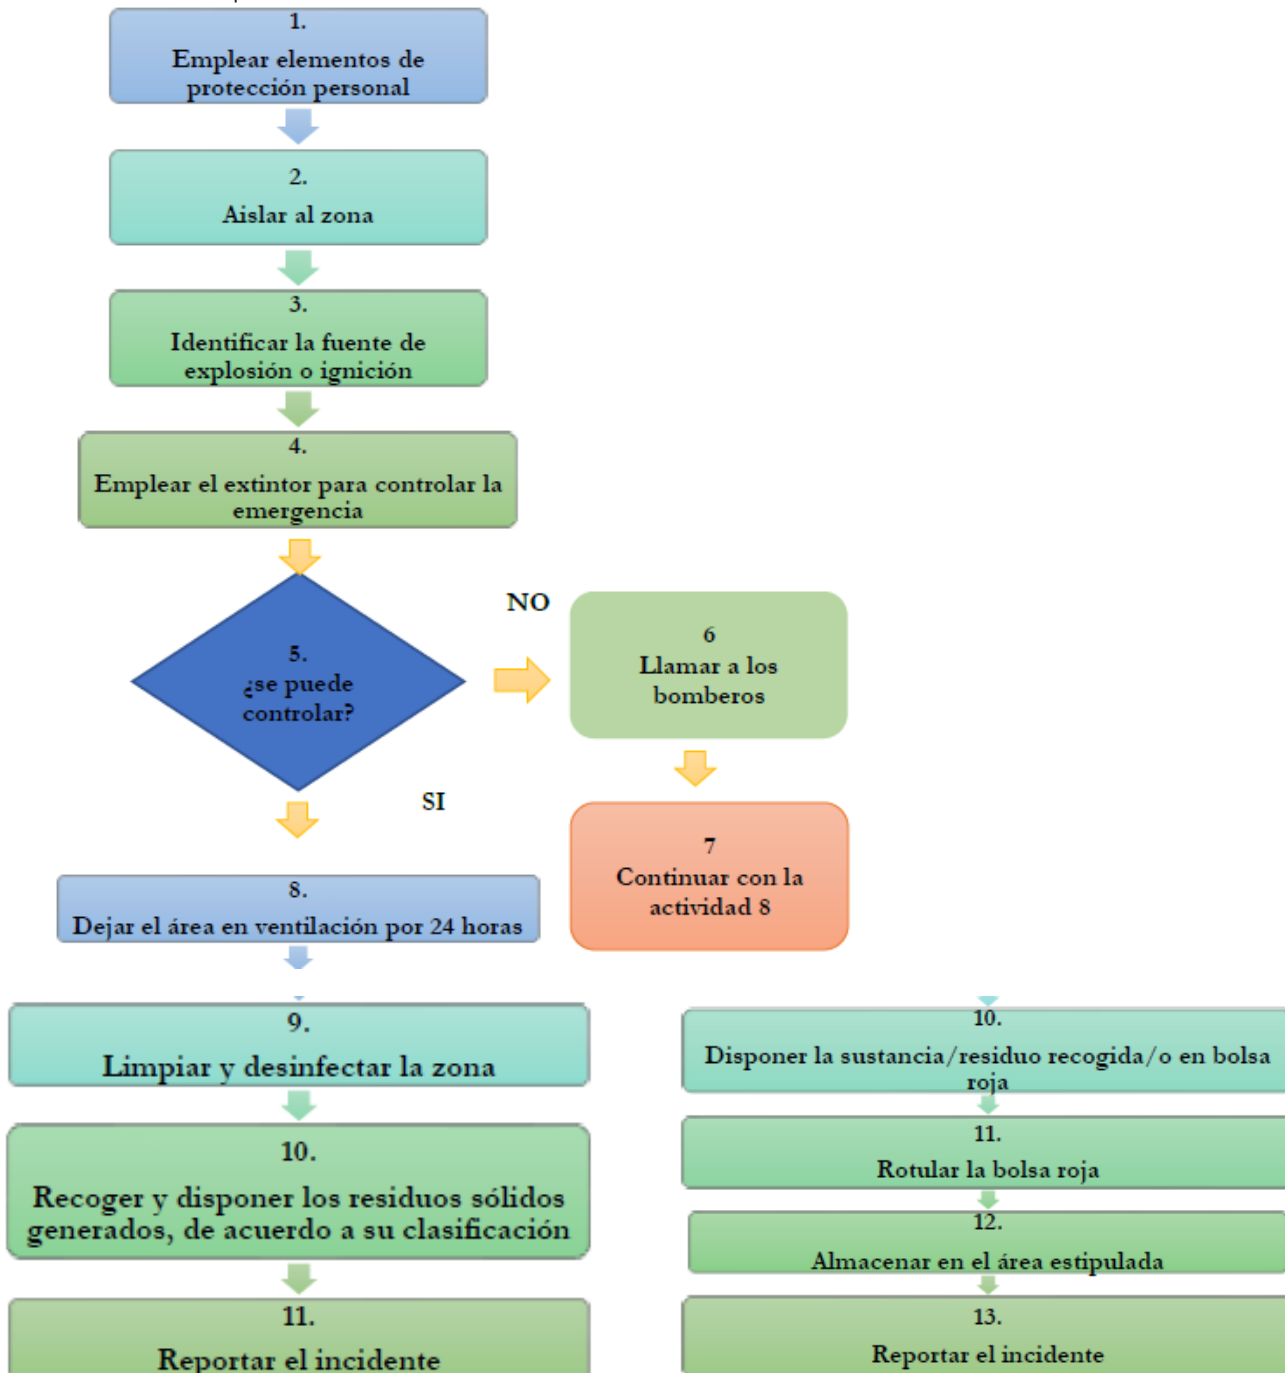 1.
Emplear elementos de
protección personal
2.
Aislar al zona
3.
Identificar la fuente de
explosión o ignición
4.
Emplear el extintor para controlar la
emergencia
5.
¿se puede
controlar?
NO
6
Llamar a los
bomberos
SI
7
Continuar con la
actividad 8
8.
Dejar el área en ventilación por 24 horas
9.
Limpiar y desinfectar la zona
10.
Recoger y disponer los residuos sólidos
generados, de acuerdo a su clasificación
11.
Reportar el incidente
10.
Disponer la sustancia/residuo recogida/o en bolsa
roja
11.
Rotular la bolsa roja
12.
Almacenar en el área estipulada
13.
Reportar el incidente